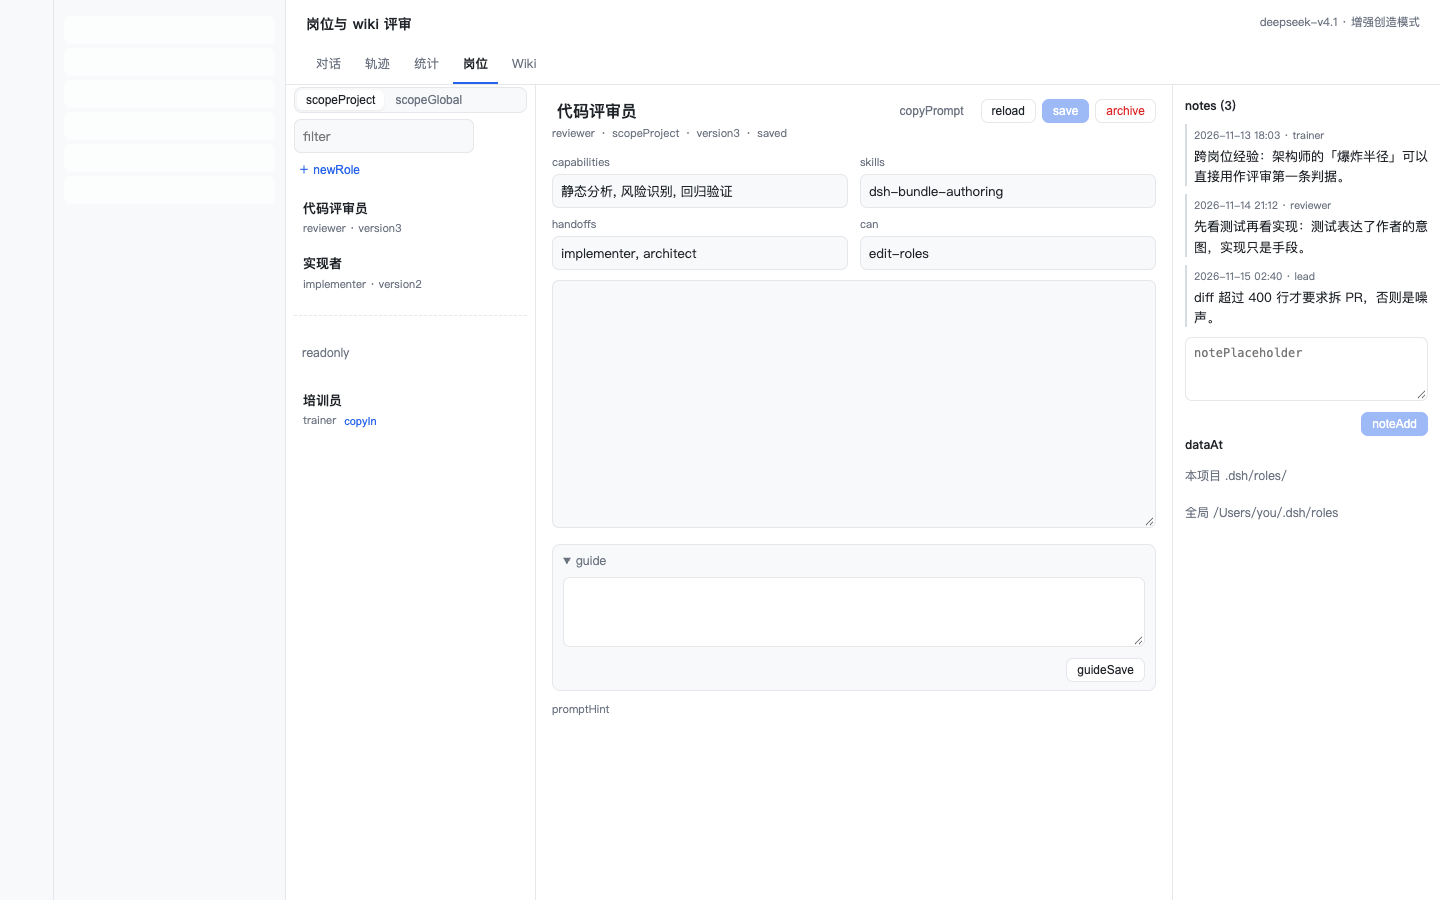 岗位与 wiki 评审
deepseek-v4.1 · 增强创造模式
对话 轨迹 统计 岗位 Wiki
scopeProject scopeGlobal
filter
+ newRole
代码评审员
reviewer · version3
实现者
implementer · version2
readonly
培训员
trainer copyIn
代码评审员
copyPrompt reload save archive
reviewer · scopeProject · version3 · saved
capabilities
skills
静态分析, 风险识别, 回归验证
dsh-bundle-authoring
handoffs
can
implementer, architect
edit-roles
▼ guide
guideSave
promptHint
notes (3)
2026-11-13 18:03 · trainer
跨岗位经验：架构师的「爆炸半径」可以
直接用作评审第一条判据。
2026-11-14 21:12 · reviewer
先看测试再看实现：测试表达了作者的意
图，实现只是手段。
2026-11-15 02:40 · lead
diff 超过 400 行才要求拆 PR，否则是噪
声。
notePlaceholder
noteAdd
dataAt
本项目 .dsh/roles/
全局 /Users/you/.dsh/roles